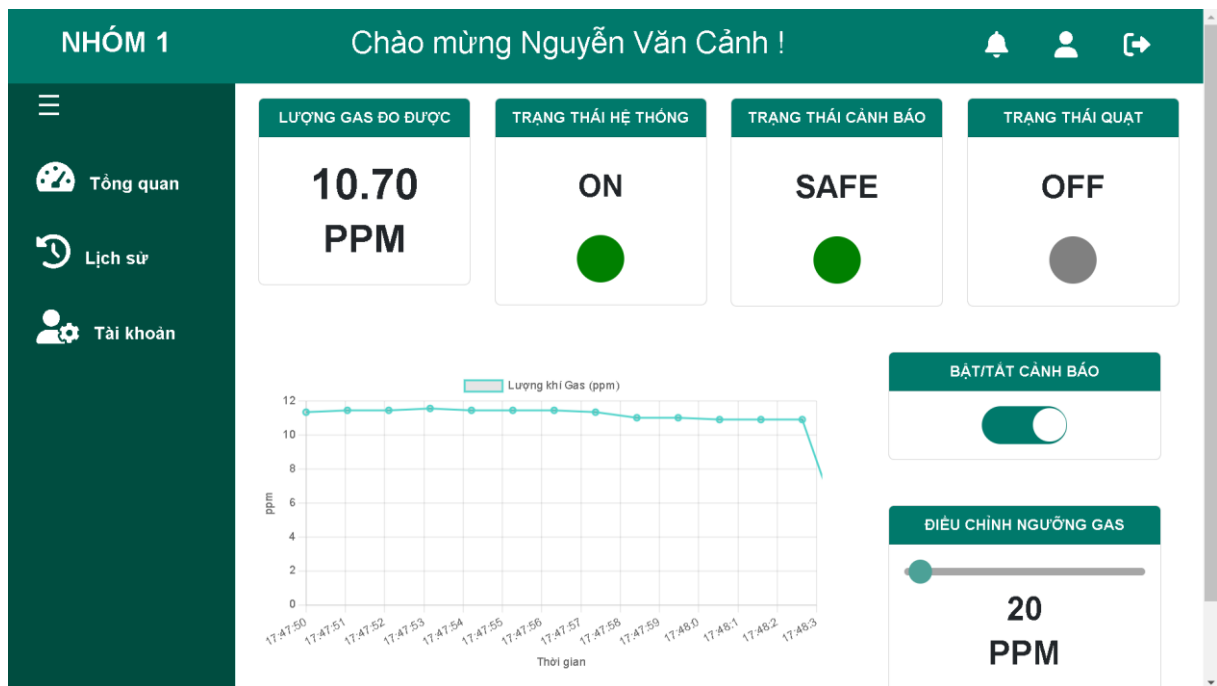 NHÓM 1
Chào mừng Nguyễn Văn Cảnh !
Tổng quan
Lịch sử
Tài khoản
LƯỢNG GAS ĐO ĐƯỢC
10.70
PPM
TRẠNG THÁI HỆ THỐNG
ON
TRẠNG THÁI CẢNH BÁO
SAFE
TRẠNG THÁI QUẠT
OFF
Lượng khí Gas (ppm)
12
10
8
6
4
2
0
ppm
17:47:50
17:47:51
17:47:52
17:47:53
17:47:54
17:47:55
17:47:56
17:47:57
17:47:58
17:47:59
17:48:0
17:48:1
17:48:2
17:48:3
Thời gian
BẬT/TẮT CẢNH BÁO
ĐIỀU CHỈNH NGƯỠNG GAS
20
PPM